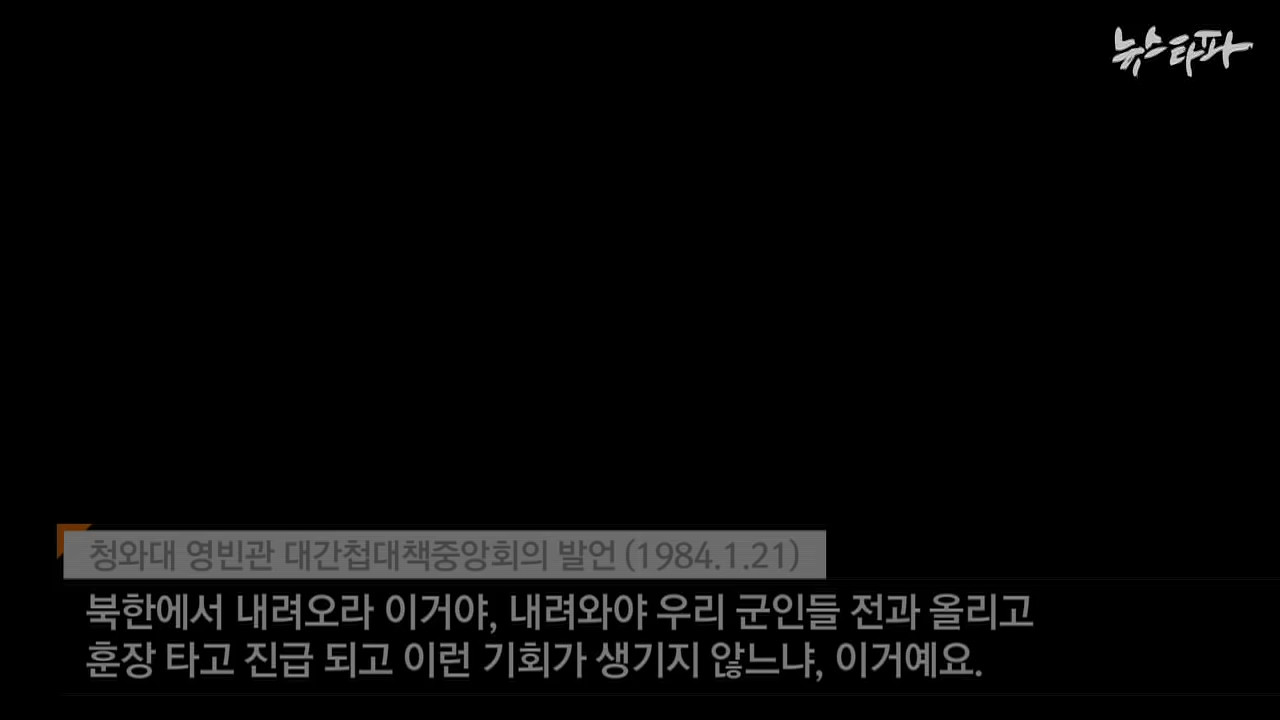 뉴스타파
청와대 영빈관 대간첩대책중앙회의 발언 (1984.1.21)
북한에서 내려오라 이거야, 내려와야 우리 군인들 전과 올리고
훈장 타고 진급 되고 이런 기회가 생기지 않느냐, 이거예요.